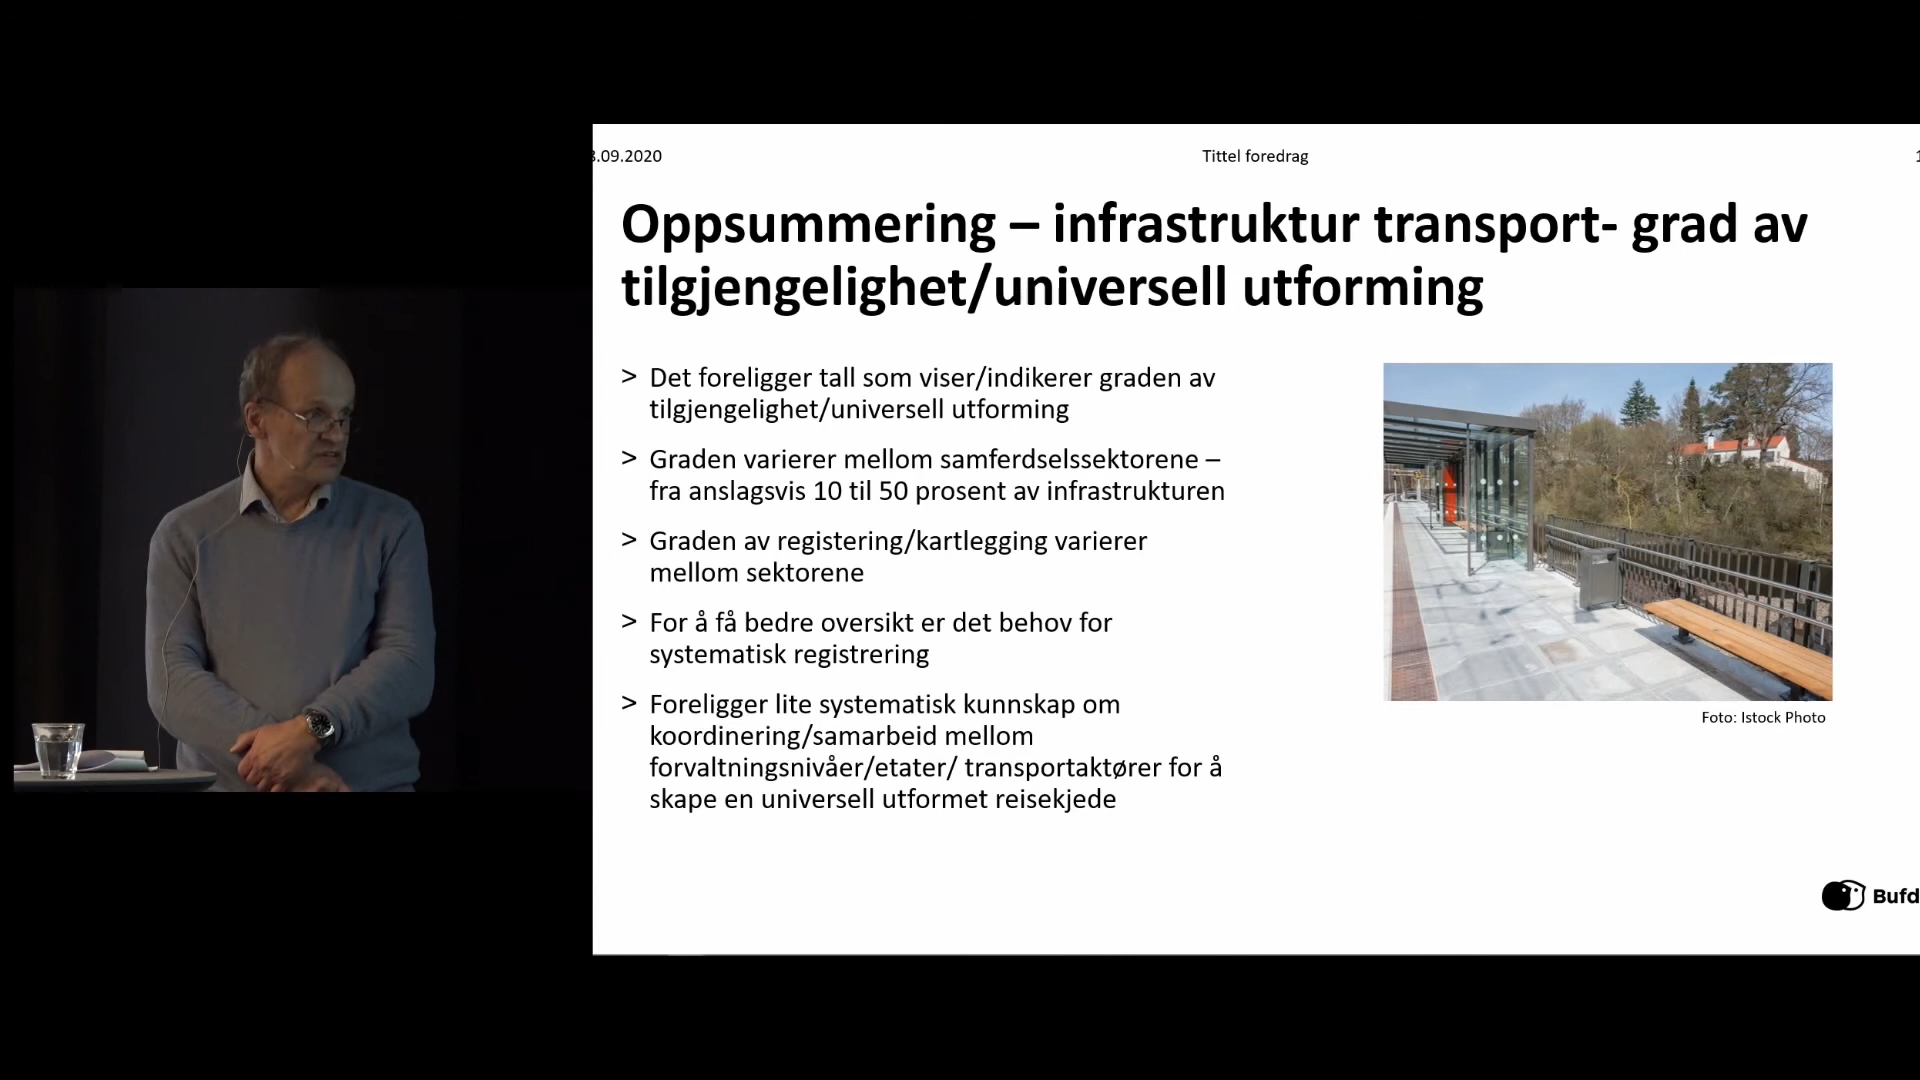 .09.2020
Tittel foredrag
Oppsummering – infrastruktur transport- grad av
tilgjengelighet/universell utforming
> Det foreligger tall som viser/indikerer graden av
tilgjengelighet/universell utforming
> Graden varierer mellom samferdselssektorene –
fra anslagsvis 10 til 50 prosent av infrastrukturen
> Graden av registering/kartlegging varierer
mellom sektorene
> For å få bedre oversikt er det behov for
systematisk registrering
> Foreligger lite systematisk kunnskap om
koordinering/samarbeid mellom
forvaltningsnivåer/etater/ transportaktører for å
skape en universell utformet reisekjede
Foto: Istock Photo
Bufd